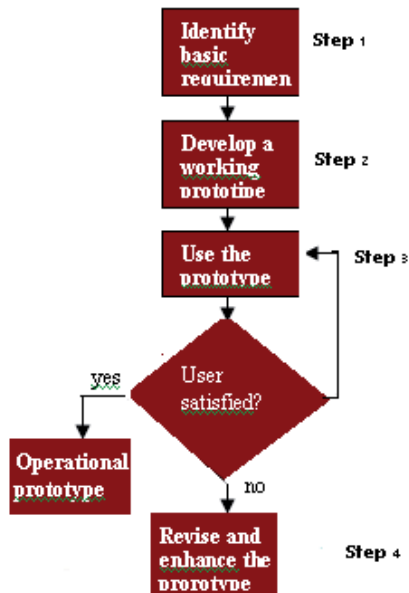 Identify
basic
requiremen
Step 1
Develop a
working
prototipe
Step 2
Use the
prototype
Step 3
User
satisfied?
yes
Operational
prototype
no
Revise and
enhance the
prorotype
Step 4